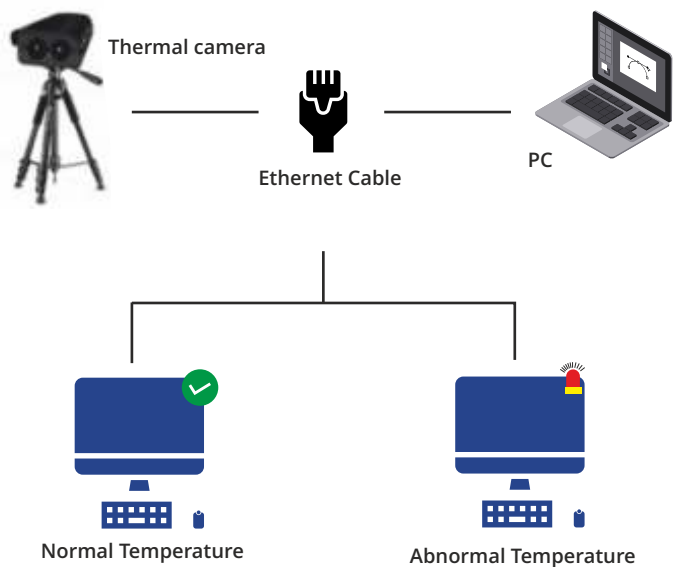 Thermal camera
Ethernet Cable
PC
Normal Temperature
Abnormal Temperature